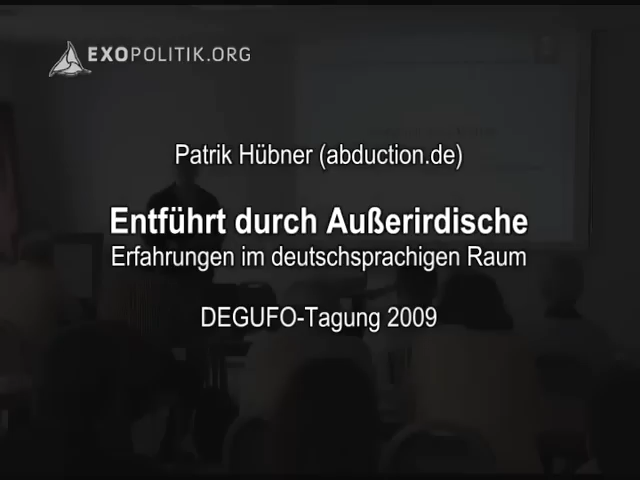 EXOPOLITIK.ORG
Patrik Hübner (abduction.de)
Entführt durch Außerirdische
Erfahrungen im deutschsprachigen Raum
DEGUFO-Tagung 2009